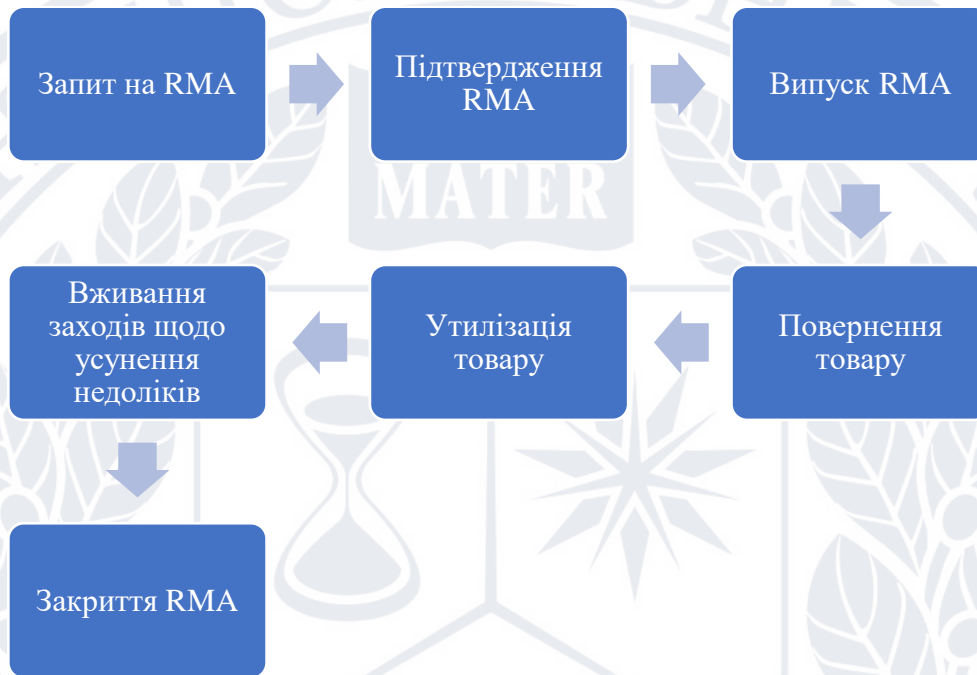 Запит на RMA
Підтвердження
RMA
Випуск RMA
Повернення
товару
Утилізація
товару
Вживання
заходів щодо
усунення
недоліків
Закриття RMA
MATER